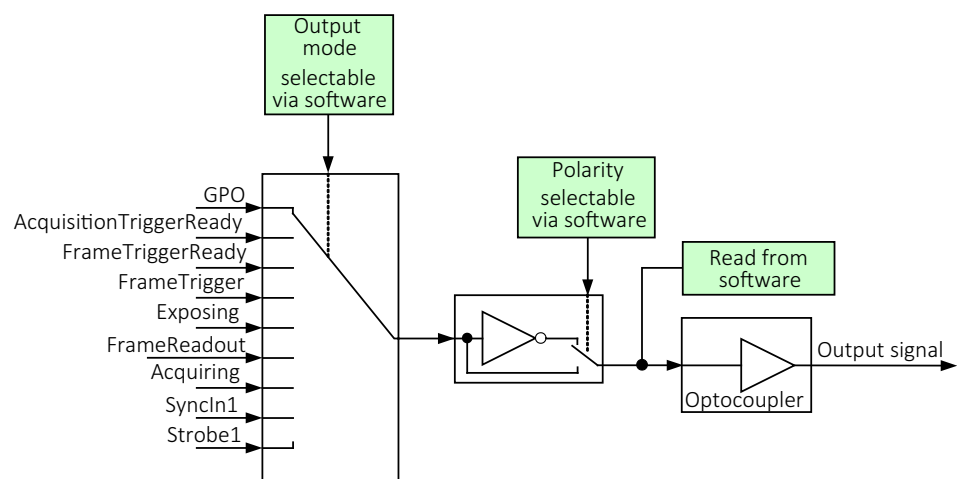 Output
mode
selectable
via software
Polarity
selectable
via software
GPO
AcquisitionTriggerReady
FrameTriggerReady
FrameTrigger
Exposing
FrameReadout
Acquiring
SyncIn1
Strobe1
Read from
software
Optocoupler
Output signal